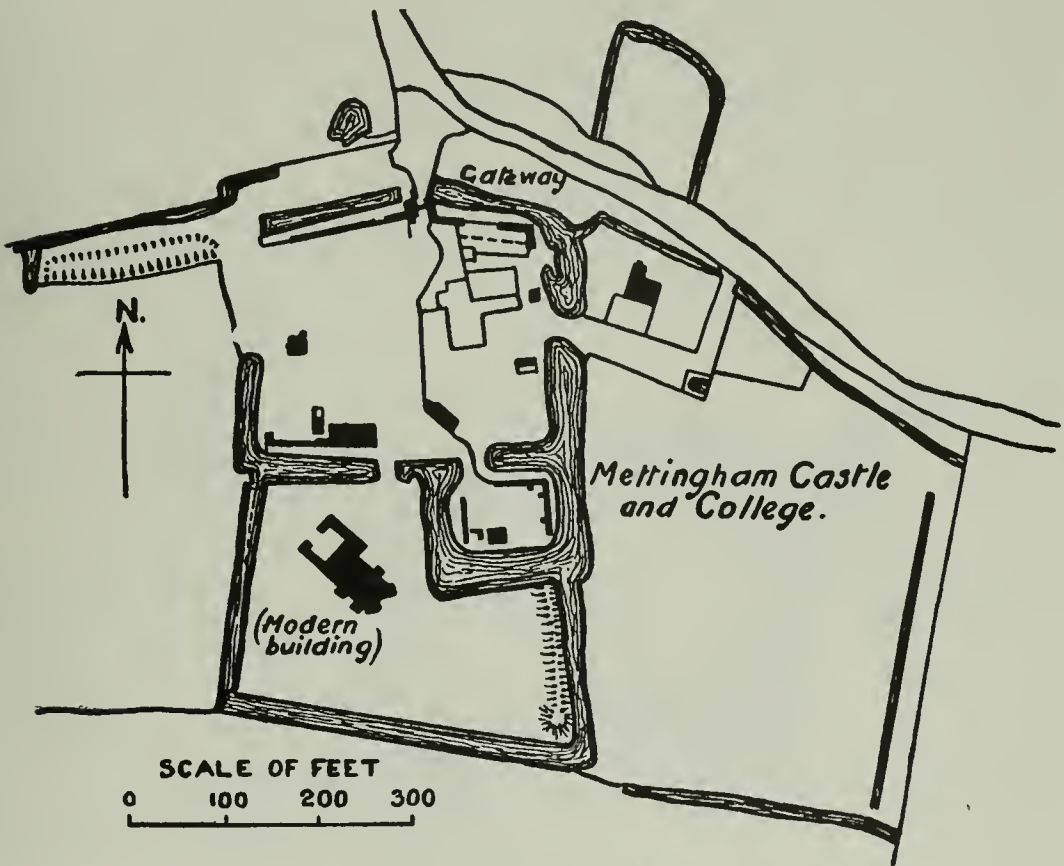 Gateway
N.
Mettingham Castle
and College.
(Modern
building)
SCALE OF FEET
0 100 200 300